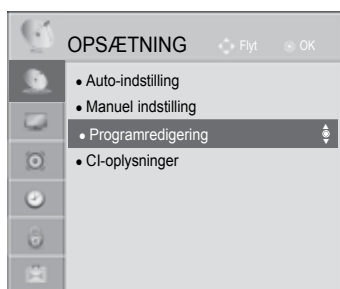 OPSÆTNING Flyt OK
• Auto-indstilling
• Manuel indstilling
• Programredigering
• CI-oplysninger